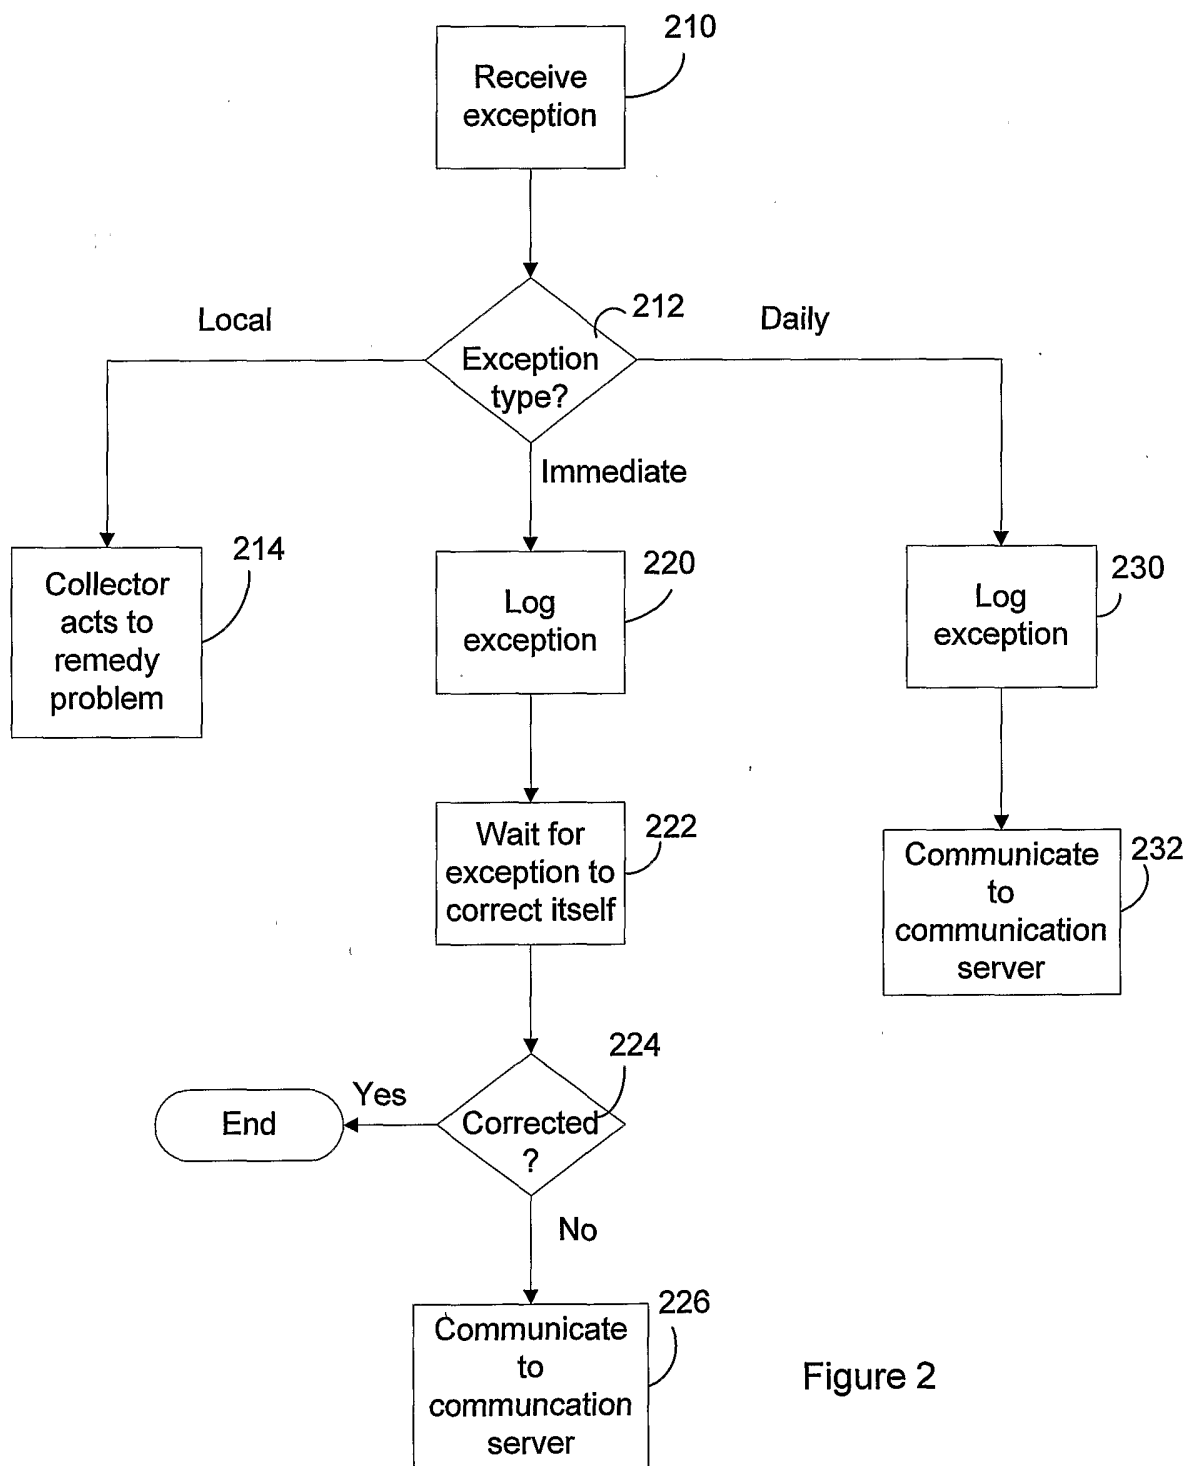 210
Receive
exception
212
Local
Daily
Exception
type?
Immediate
214
Collector
acts to
remedy
problem
220
Log
exception
230
Log
exception
222
Wait for
exception to
correct itself
232
Communicate
to
communication
server
224
Yes
End
Corrected
?
No
226
Communicate
to
communcation
server
Figure 2